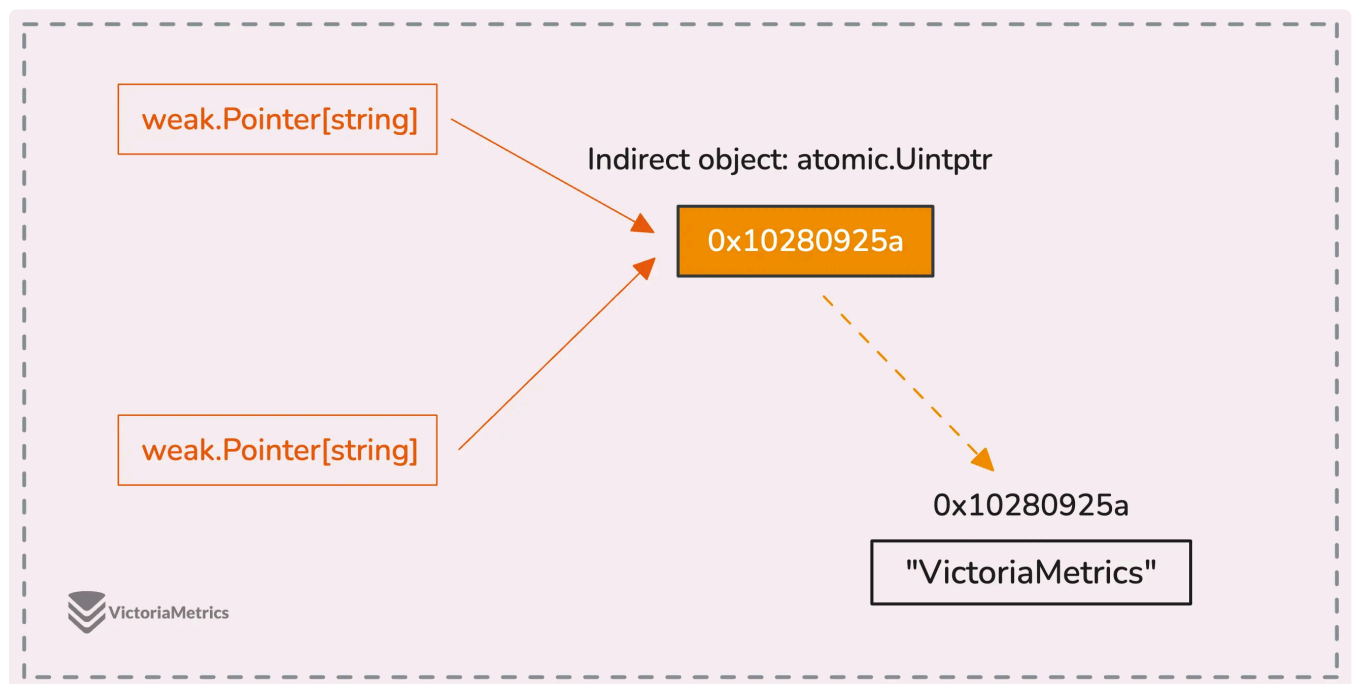 weak.Pointer[string]
Indirect object: atomic.Uintptr
0x10280925a
weak.Pointer[string]
0x10280925a
"VictoriaMetrics"
VictoriaMetrics